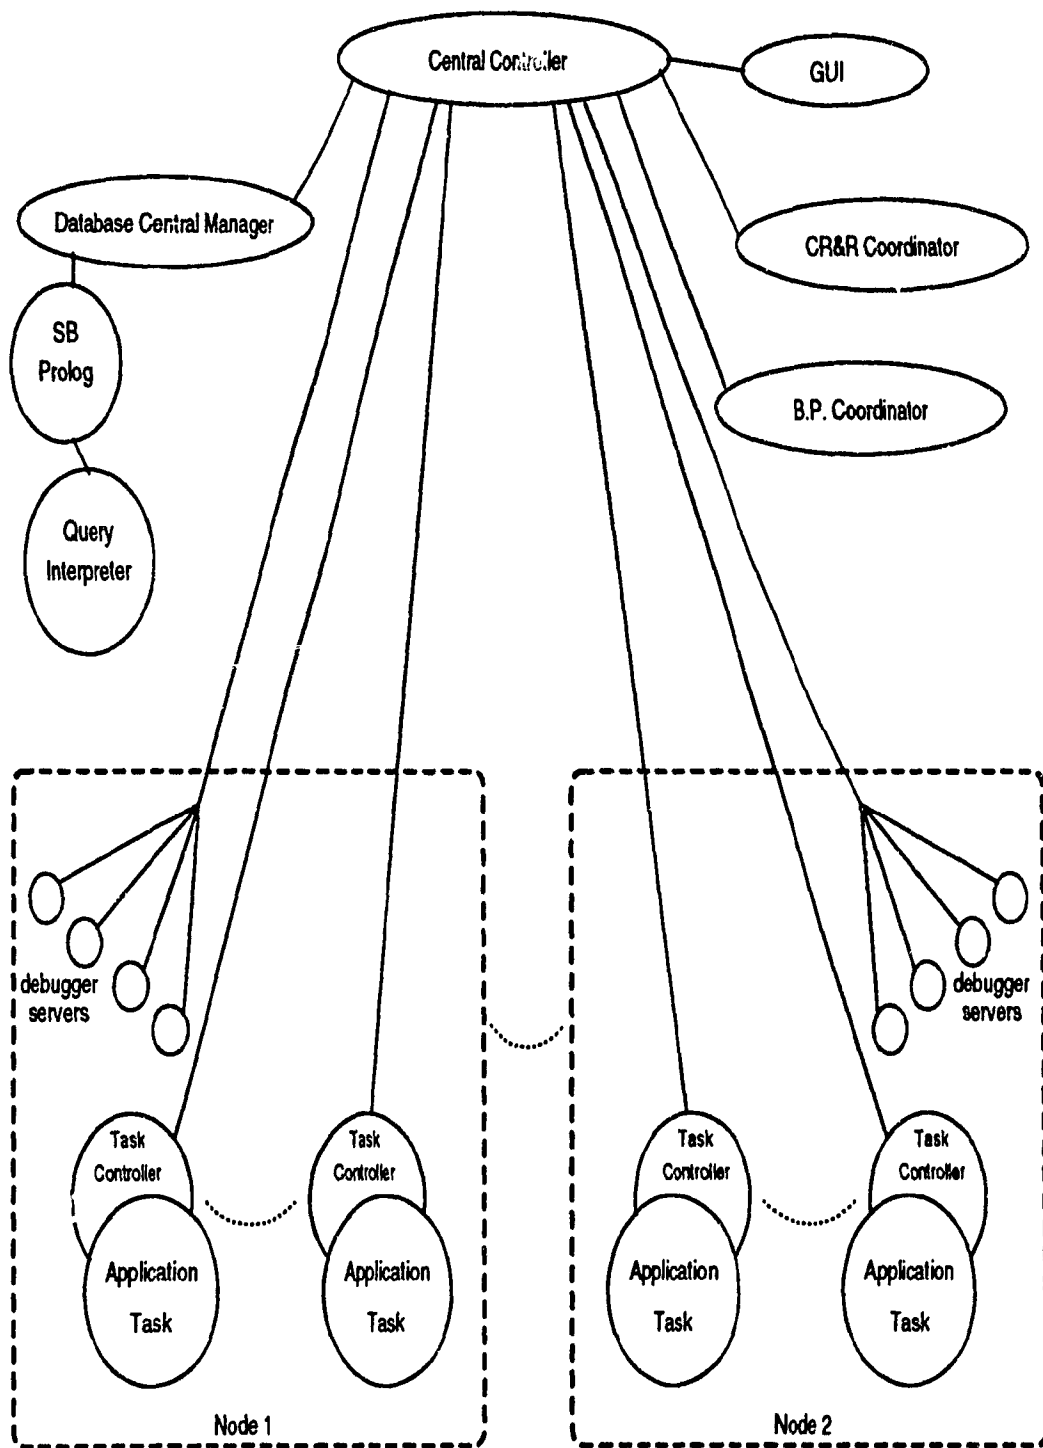 Central Controller
GUI
Database Central Manager
CR&R Coordinator
SB
Prolog
B.P. Coordinator
Query
Interpreter
debugger
servers
debugger
servers
Task
Controller
Task
Controller
Task
Controller
Task
Controller
Application
Task
Application
Task
Application
Task
Application
Task
Node 1
Node 2